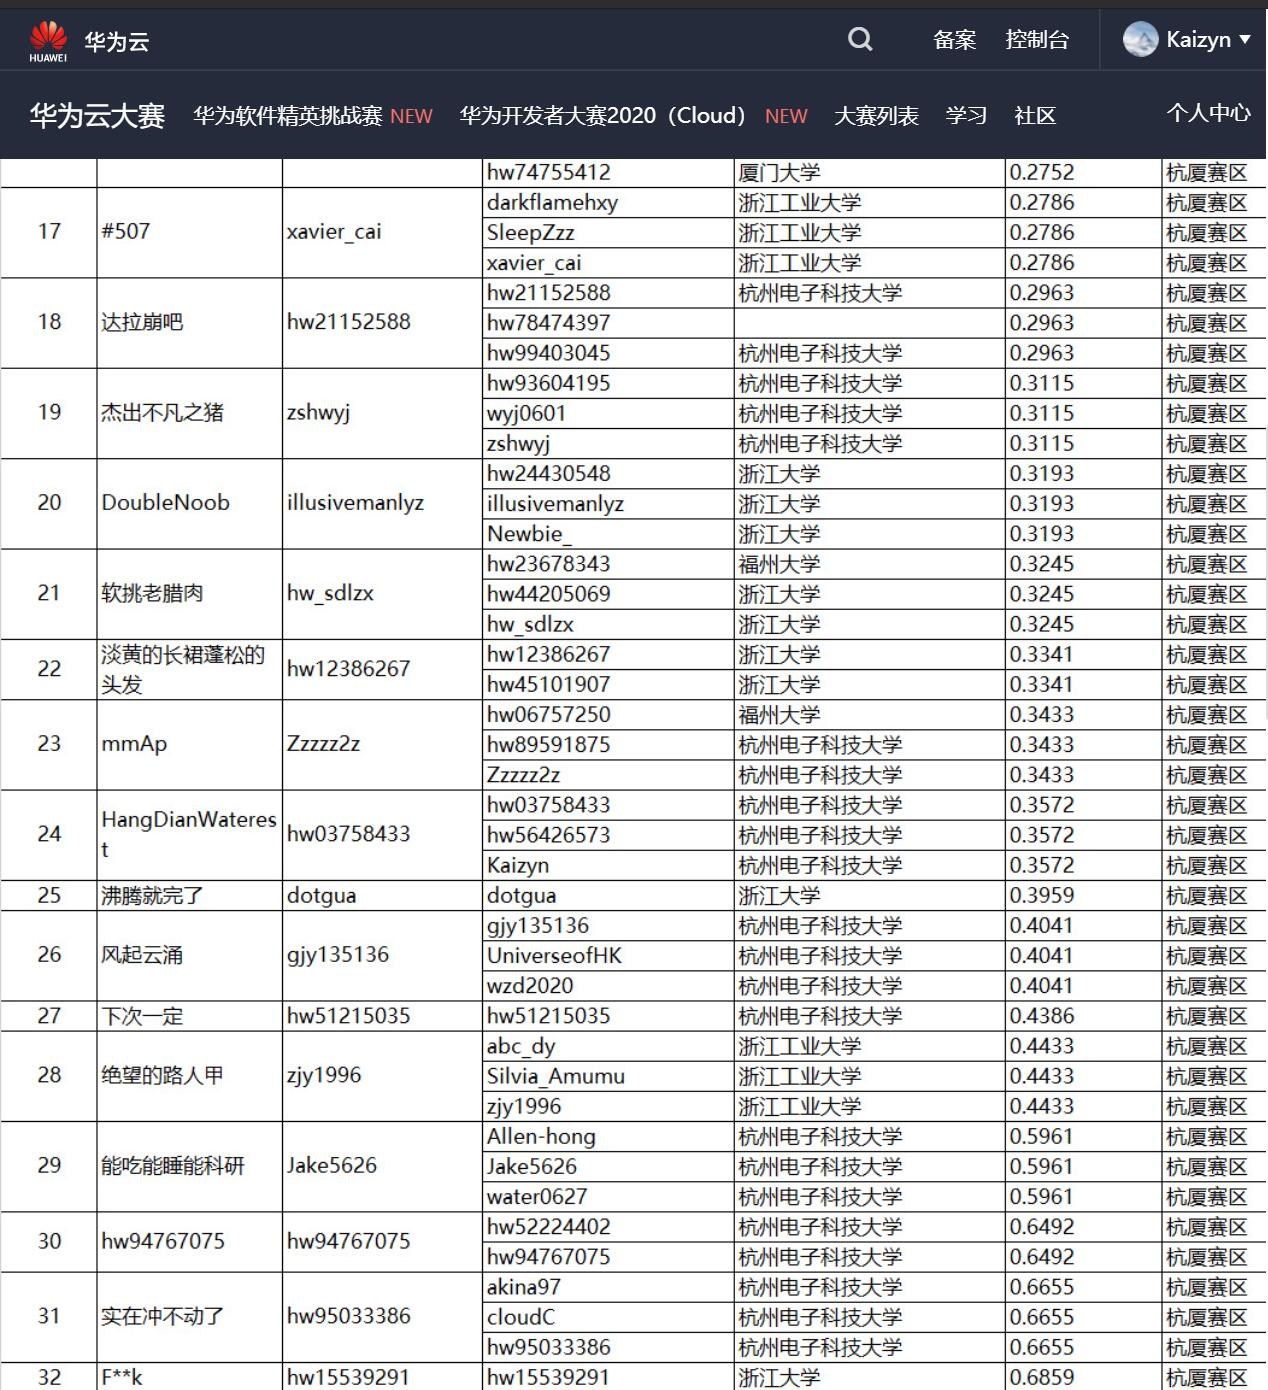 HUAWEI 华为云 备案 控制台 Kaizyn
华为云大赛 华为软件精英挑战赛 NEW 华为开发者大赛2020（Cloud） NEW 大赛列表 学习 社区 个人中心
hw74755412 厦门大学 0.2752 杭厦赛区
darkflamehxy 浙江工业大学 0.2786 杭厦赛区
17 #507 xavier_cai SleepZzz 浙江工业大学 0.2786 杭厦赛区
xavier_cai 浙江工业大学 0.2786 杭厦赛区
hw21152588 杭州电子科技大学 0.2963 杭厦赛区
18 达拉崩吧 hw21152588 hw78474397 0.2963 杭厦赛区
hw99403045 杭州电子科技大学 0.2963 杭厦赛区
hw93604195 杭州电子科技大学 0.3115 杭厦赛区
19 杰出不凡之猪 zshwyj wyj0601 杭州电子科技大学 0.3115 杭厦赛区
zshwyj 杭州电子科技大学 0.3115 杭厦赛区
hw24430548 浙江大学 0.3193 杭厦赛区
20 DoubleNoob illusivemanlyz illusivemanlyz 浙江大学 0.3193 杭厦赛区
Newbie_ 浙江大学 0.3193 杭厦赛区
hw23678343 福州大学 0.3245 杭厦赛区
21 软挑老腊肉 hw_sdlzx hw44205069 浙江大学 0.3245 杭厦赛区
hw_sdlzx 浙江大学 0.3245 杭厦赛区
22 淡黄的长裙蓬松的 hw12386267 hw12386267 浙江大学 0.3341 杭厦赛区
头发 hw45101907 浙江大学 0.3341 杭厦赛区
hw06757250 福州大学 0.3433 杭厦赛区
23 mmAp Zzzzz2z hw89591875 杭州电子科技大学 0.3433 杭厦赛区
Zzzzz2z 杭州电子科技大学 0.3433 杭厦赛区
hw03758433 杭州电子科技大学 0.3572 杭厦赛区
24 HangDianWateres hw03758433 hw56426573 杭州电子科技大学 0.3572 杭厦赛区
t Kaizyn 杭州电子科技大学 0.3572 杭厦赛区
25 沸腾就完了 dotgua dotgua 浙江大学 0.3959 杭厦赛区
gjy135136 杭州电子科技大学 0.4041 杭厦赛区
26 风起云涌 gjy135136 UniverseofHK 杭州电子科技大学 0.4041 杭厦赛区
wzd2020 杭州电子科技大学 0.4041 杭厦赛区
27 下次一定 hw51215035 hw51215035 杭州电子科技大学 0.4386 杭厦赛区
abc_dy 浙江工业大学 0.4433 杭厦赛区
28 绝望的路人甲 zjy1996 Silvia_Amumu 浙江工业大学 0.4433 杭厦赛区
zjy1996 浙江工业大学 0.4433 杭厦赛区
Allen-hong 杭州电子科技大学 0.5961 杭厦赛区
29 能吃能睡能科研 Jake5626 Jake5626 杭州电子科技大学 0.5961 杭厦赛区
water0627 杭州电子科技大学 0.5961 杭厦赛区
30 hw94767075 hw94767075 hw52224402 杭州电子科技大学 0.6492 杭厦赛区
hw94767075 杭州电子科技大学 0.6492 杭厦赛区
akina97 杭州电子科技大学 0.6655 杭厦赛区
31 实在冲不动了 hw95033386 cloudC 杭州电子科技大学 0.6655 杭厦赛区
hw95033386 杭州电子科技大学 0.6655 杭厦赛区
32 F**k hw15539291 hw15539291 浙江大学 0.6859 杭厦赛区